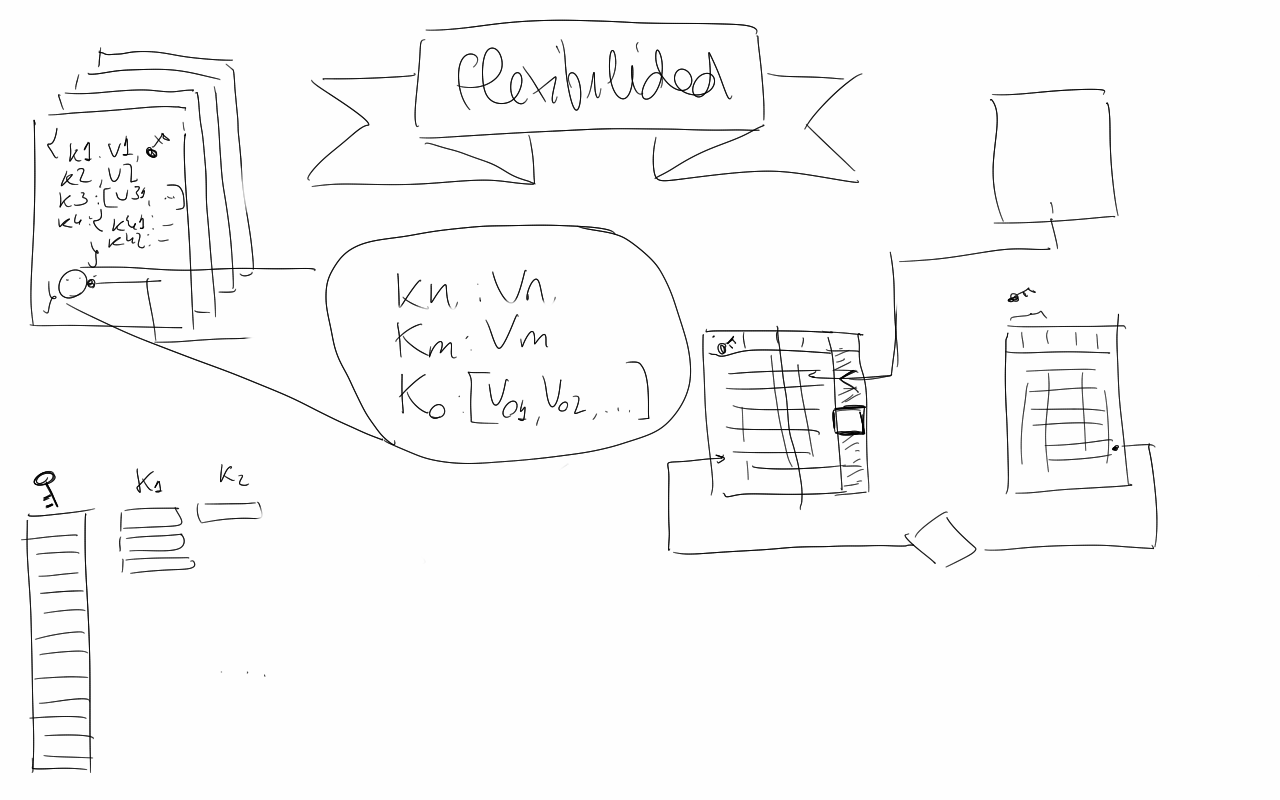 flexibilidad
{ K1: V1,
K2, V2
K3: [V31, ...]
K4: { K41: –
K42: –
}
}
Kn : Vn,
Km : Vm
Ko : [Vo1, Vo2, ...]
K1
K2
...